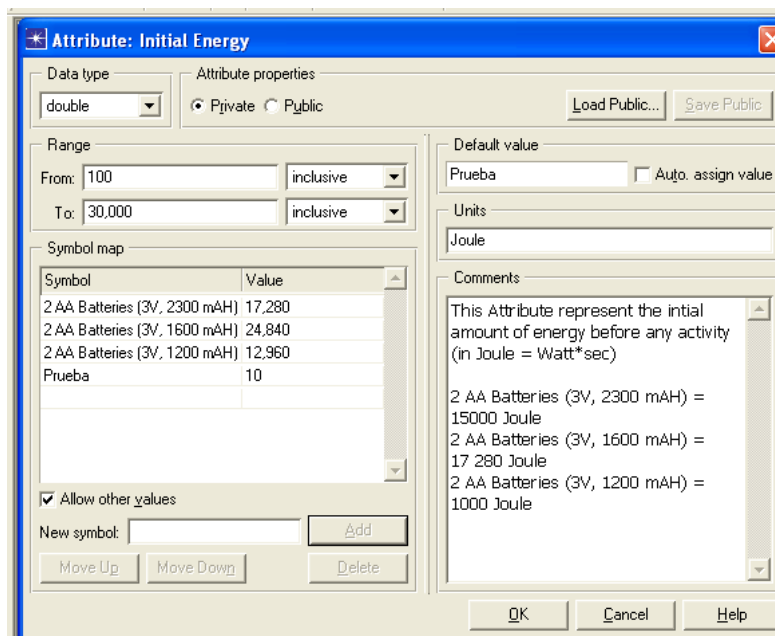 Attribute: Initial Energy
Data type
double
Attribute properties
Private
Public
Load Public...
Save Public
Range
From: 100
inclusive
To: 30,000
inclusive
Default value
Prueba
Auto. assign value
Units
Joule
Symbol map
Symbol Value
2 AA Batteries (3V, 2300 mAH) 17,280
2 AA Batteries (3V, 1600 mAH) 24,840
2 AA Batteries (3V, 1200 mAH) 12,960
Prueba 10
Allow other values
New symbol:
Add
Move Up
Move Down
Delete
Comments
This Attribute represent the intial
amount of energy before any activity
(in Joule = Watt*sec)
2 AA Batteries (3V, 2300 mAH) =
15000 Joule
2 AA Batteries (3V, 1600 mAH) =
17 280 Joule
2 AA Batteries (3V, 1200 mAH) =
1000 Joule
OK
Cancel
Help